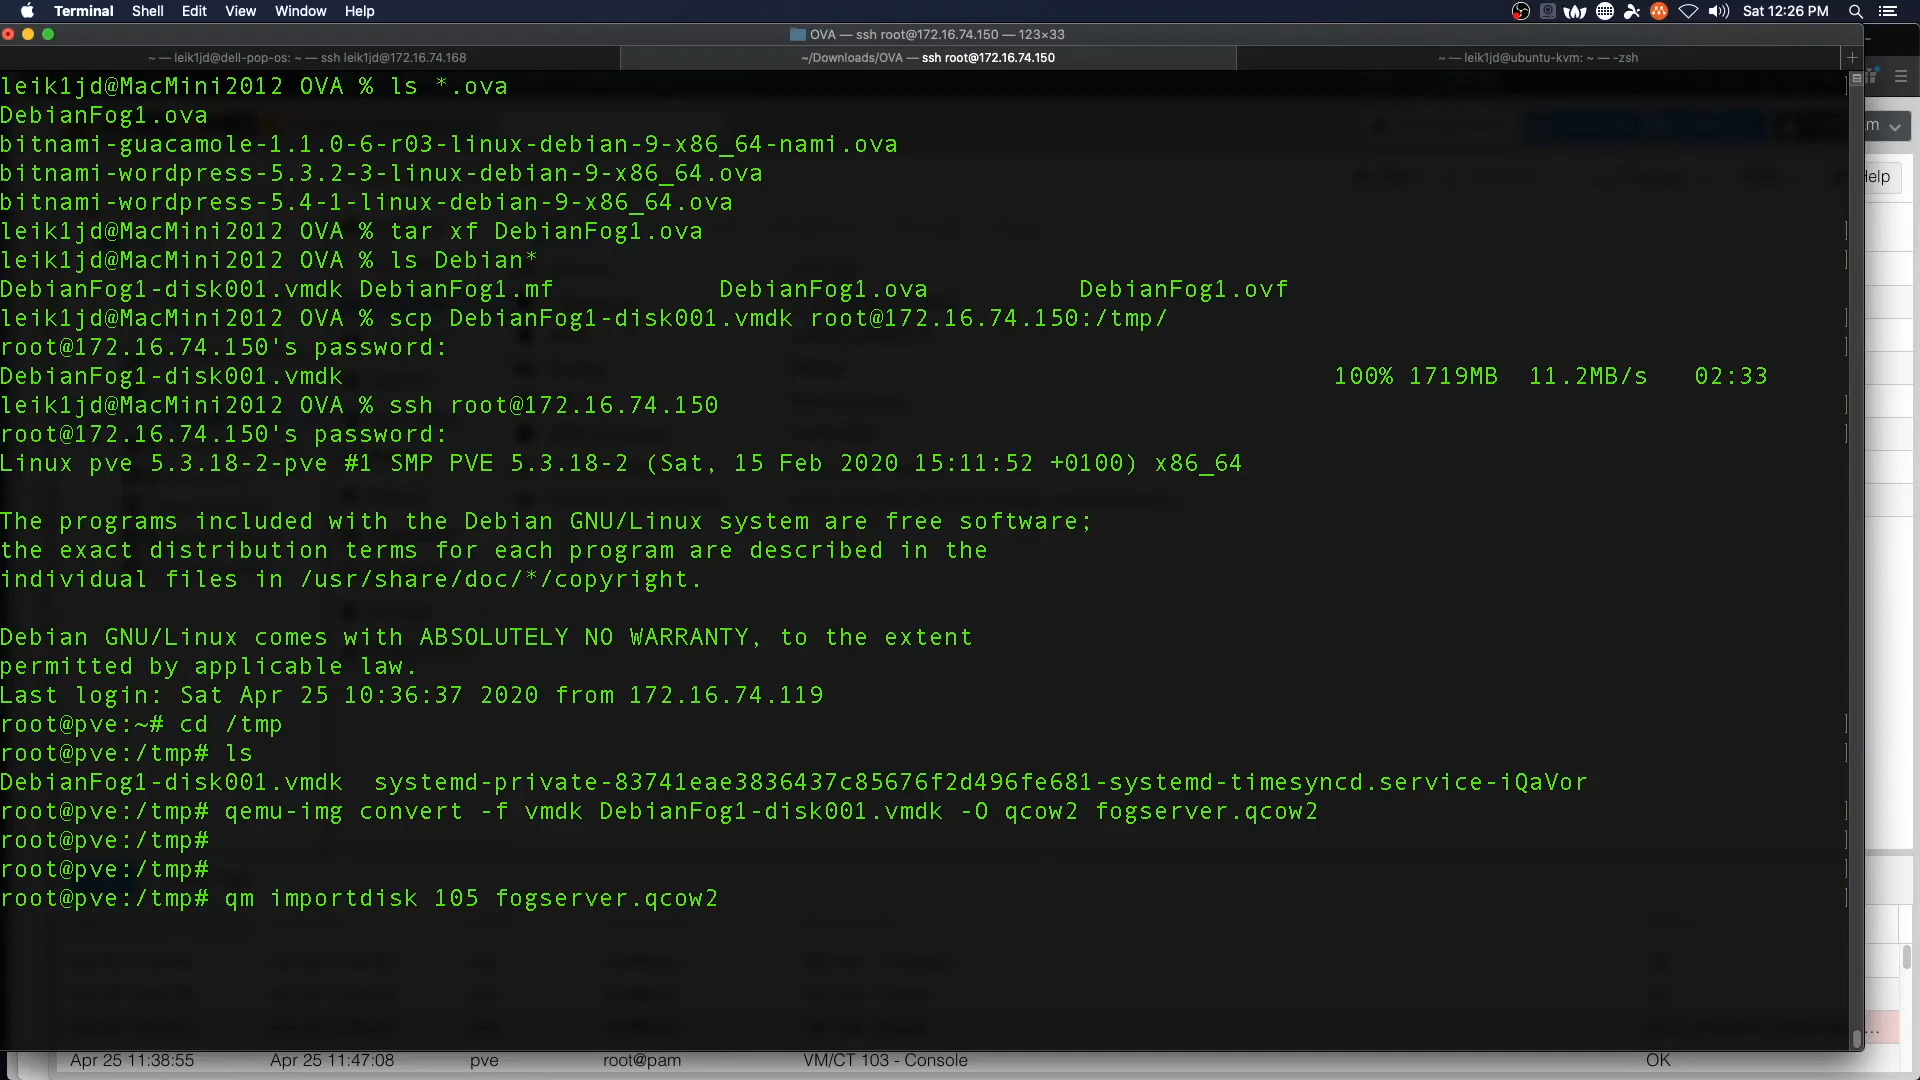 Terminal Shell Edit View Window Help Sat 12:26 PM
OVA — ssh root@172.16.74.150 — 123×33
~ — leik1jd@dell-pop-os: ~ — ssh leik1jd@172.16.74.168 ~/Downloads/OVA — ssh root@172.16.74.150 ~ — leik1jd@ubuntu-kvm: ~ — -zsh
leik1jd@MacMini2012 OVA % ls *.ova
DebianFog1.ova
bitnami-guacamole-1.1.0-6-r03-linux-debian-9-x86_64-nami.ova
bitnami-wordpress-5.3.2-3-linux-debian-9-x86_64.ova
bitnami-wordpress-5.4-1-linux-debian-9-x86_64.ova
leik1jd@MacMini2012 OVA % tar xf DebianFog1.ova
leik1jd@MacMini2012 OVA % ls Debian*
DebianFog1-disk001.vmdk DebianFog1.mf DebianFog1.ova DebianFog1.ovf
leik1jd@MacMini2012 OVA % scp DebianFog1-disk001.vmdk root@172.16.74.150:/tmp/
root@172.16.74.150's password:
DebianFog1-disk001.vmdk 100% 1719MB 11.2MB/s 02:33
leik1jd@MacMini2012 OVA % ssh root@172.16.74.150
root@172.16.74.150's password:
Linux pve 5.3.18-2-pve #1 SMP PVE 5.3.18-2 (Sat, 15 Feb 2020 15:11:52 +0100) x86_64
The programs included with the Debian GNU/Linux system are free software;
the exact distribution terms for each program are described in the
individual files in /usr/share/doc/*/copyright.
Debian GNU/Linux comes with ABSOLUTELY NO WARRANTY, to the extent
permitted by applicable law.
Last login: Sat Apr 25 10:36:37 2020 from 172.16.74.119
root@pve:~# cd /tmp
root@pve:/tmp# ls
DebianFog1-disk001.vmdk systemd-private-83741eae3836437c85676f2d496fe681-systemd-timesyncd.service-iQaVor
root@pve:/tmp# qemu-img convert -f vmdk DebianFog1-disk001.vmdk -O qcow2 fogserver.qcow2
root@pve:/tmp#
root@pve:/tmp#
root@pve:/tmp# qm importdisk 105 fogserver.qcow2
Apr 25 11:38:55 Apr 25 11:47:08 pve root@pam VM/CT 103 - Console OK